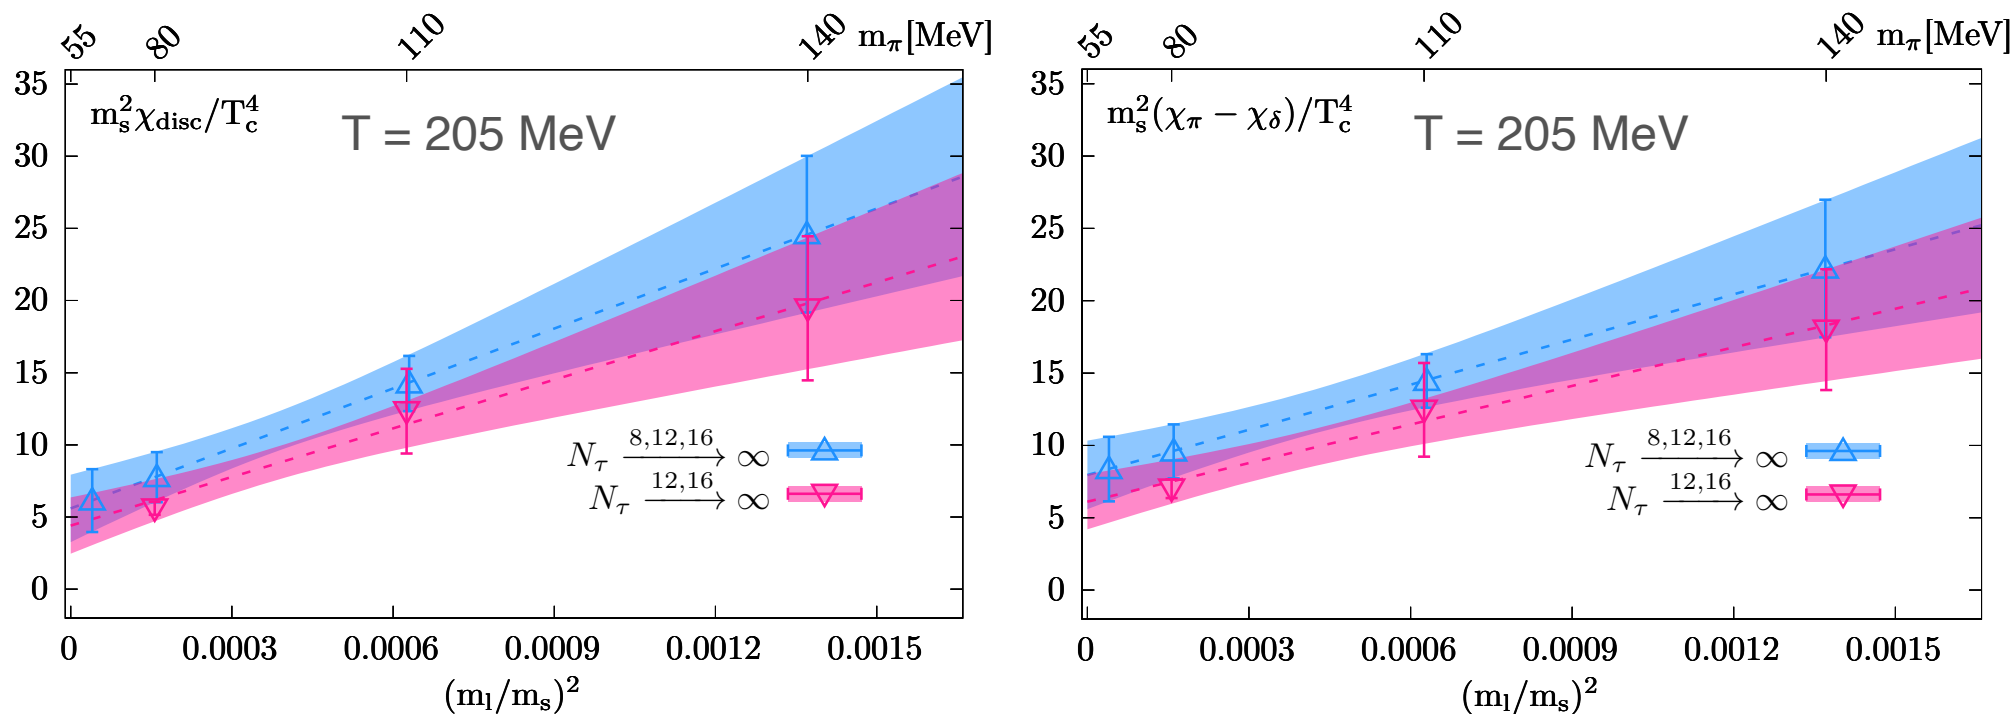 55 80 110 140 mπ[MeV]
35
30
25
20
15
10
5
0
m_s^2χ_disc/T_c^4
T = 205 MeV
N_τ 8,12,16 ⟶ ∞
N_τ 12,16 ⟶ ∞
0 0.0003 0.0006 0.0009 0.0012 0.0015
(m_l/m_s)^2
55 80 110 140 mπ[MeV]
35
30
25
20
15
10
5
0
m_s^2(χ_π − χ_δ)/T_c^4
T = 205 MeV
N_τ 8,12,16 ⟶ ∞
N_τ 12,16 ⟶ ∞
0 0.0003 0.0006 0.0009 0.0012 0.0015
(m_l/m_s)^2